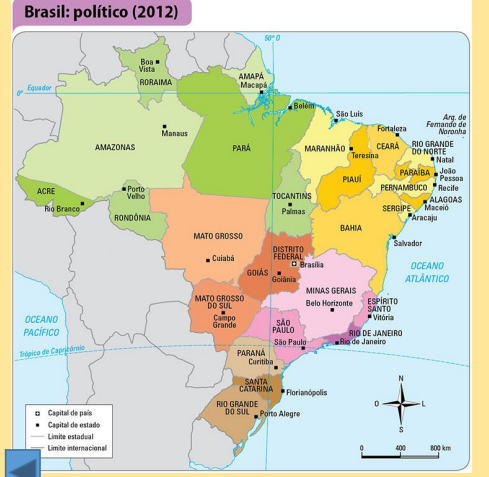 Brasil: político (2012)
50° O
Boa
Vista
RORAIMA
AMAPÁ
Macapá
0°
Equador
Belém
São Luís
Arq. de
Fernando de
Noronha
Manaus
Fortaleza
AMAZONAS
PARÁ
MARANHÃO
Teresina
CEARÁ
RIO GRANDE
DO NORTE
Natal
PARAÍBA
João
Pessoa
PIAUÍ
PERNAMBUCO
Recife
ACRE
Rio Branco
Porto
Velho
RONDÔNIA
TOCANTINS
Palmas
ALAGOAS
Maceió
SERGIPE
Aracaju
BAHIA
MATO GROSSO
Salvador
Cuiabá
DISTRITO
FEDERAL
Brasília
GOIÁS
Goiânia
OCEANO
ATLÂNTICO
MINAS GERAIS
Belo Horizonte
MATO GROSSO
DO SUL
Campo
Grande
ESPÍRITO
SANTO
Vitória
OCEANO
PACÍFICO
SÃO
PAULO
São Paulo
RIO DE JANEIRO
Rio de Janeiro
Trópico de Capricórnio
PARANÁ
Curitiba
SANTA
CATARINA
Florianópolis
RIO GRANDE
DO SUL
Porto Alegre
N
O
L
S
Capital de país
Capital de estado
Limite estadual
Limite internacional
0 400 800 km